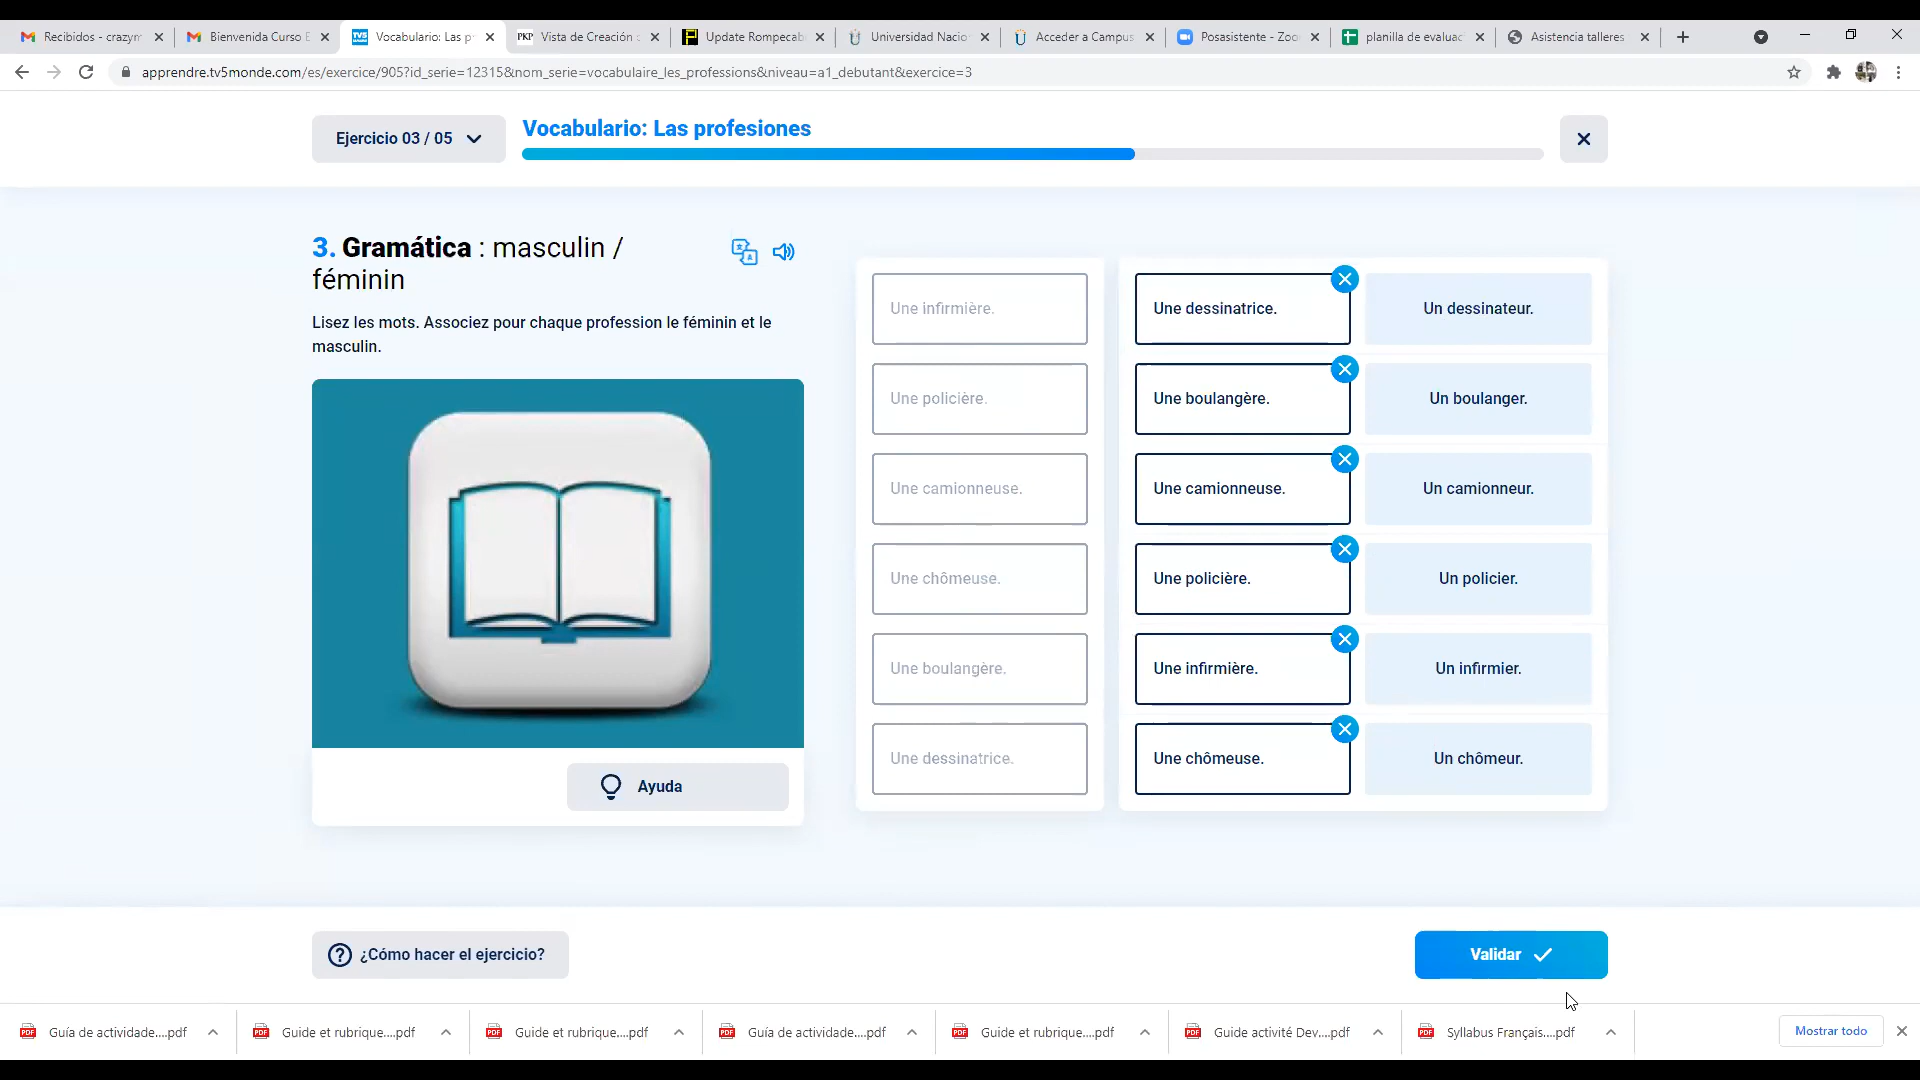 Recibidos - crazym
Bienvenida Curso E
Vocabulario: Las p
Vista de Creación
Update Rompecab
Universidad Nacio
Acceder a Campus
Posasistente - Zoo
planilla de evaluac
Asistencia talleres
apprendre.tv5monde.com/es/exercice/905?id_serie=12315&nom_serie=vocabulaire_les_professions&niveau=a1_debutant&exercice=3
Ejercicio 03 / 05
Vocabulario: Las profesiones
3. Gramática : masculin /
féminin
Lisez les mots. Associez pour chaque profession le féminin et le
masculin.
Ayuda
Une infirmière.
Une dessinatrice.
Un dessinateur.
Une policière.
Une boulangère.
Un boulanger.
Une camionneuse.
Une camionneuse.
Un camionneur.
Une chômeuse.
Une policière.
Un policier.
Une boulangère.
Une infirmière.
Un infirmier.
Une dessinatrice.
Une chômeuse.
Un chômeur.
¿Cómo hacer el ejercicio?
Validar
Guía de actividade....pdf
Guide et rubrique....pdf
Guide et rubrique....pdf
Guía de actividade....pdf
Guide et rubrique....pdf
Guide activité Dev....pdf
Syllabus Français....pdf
Mostrar todo